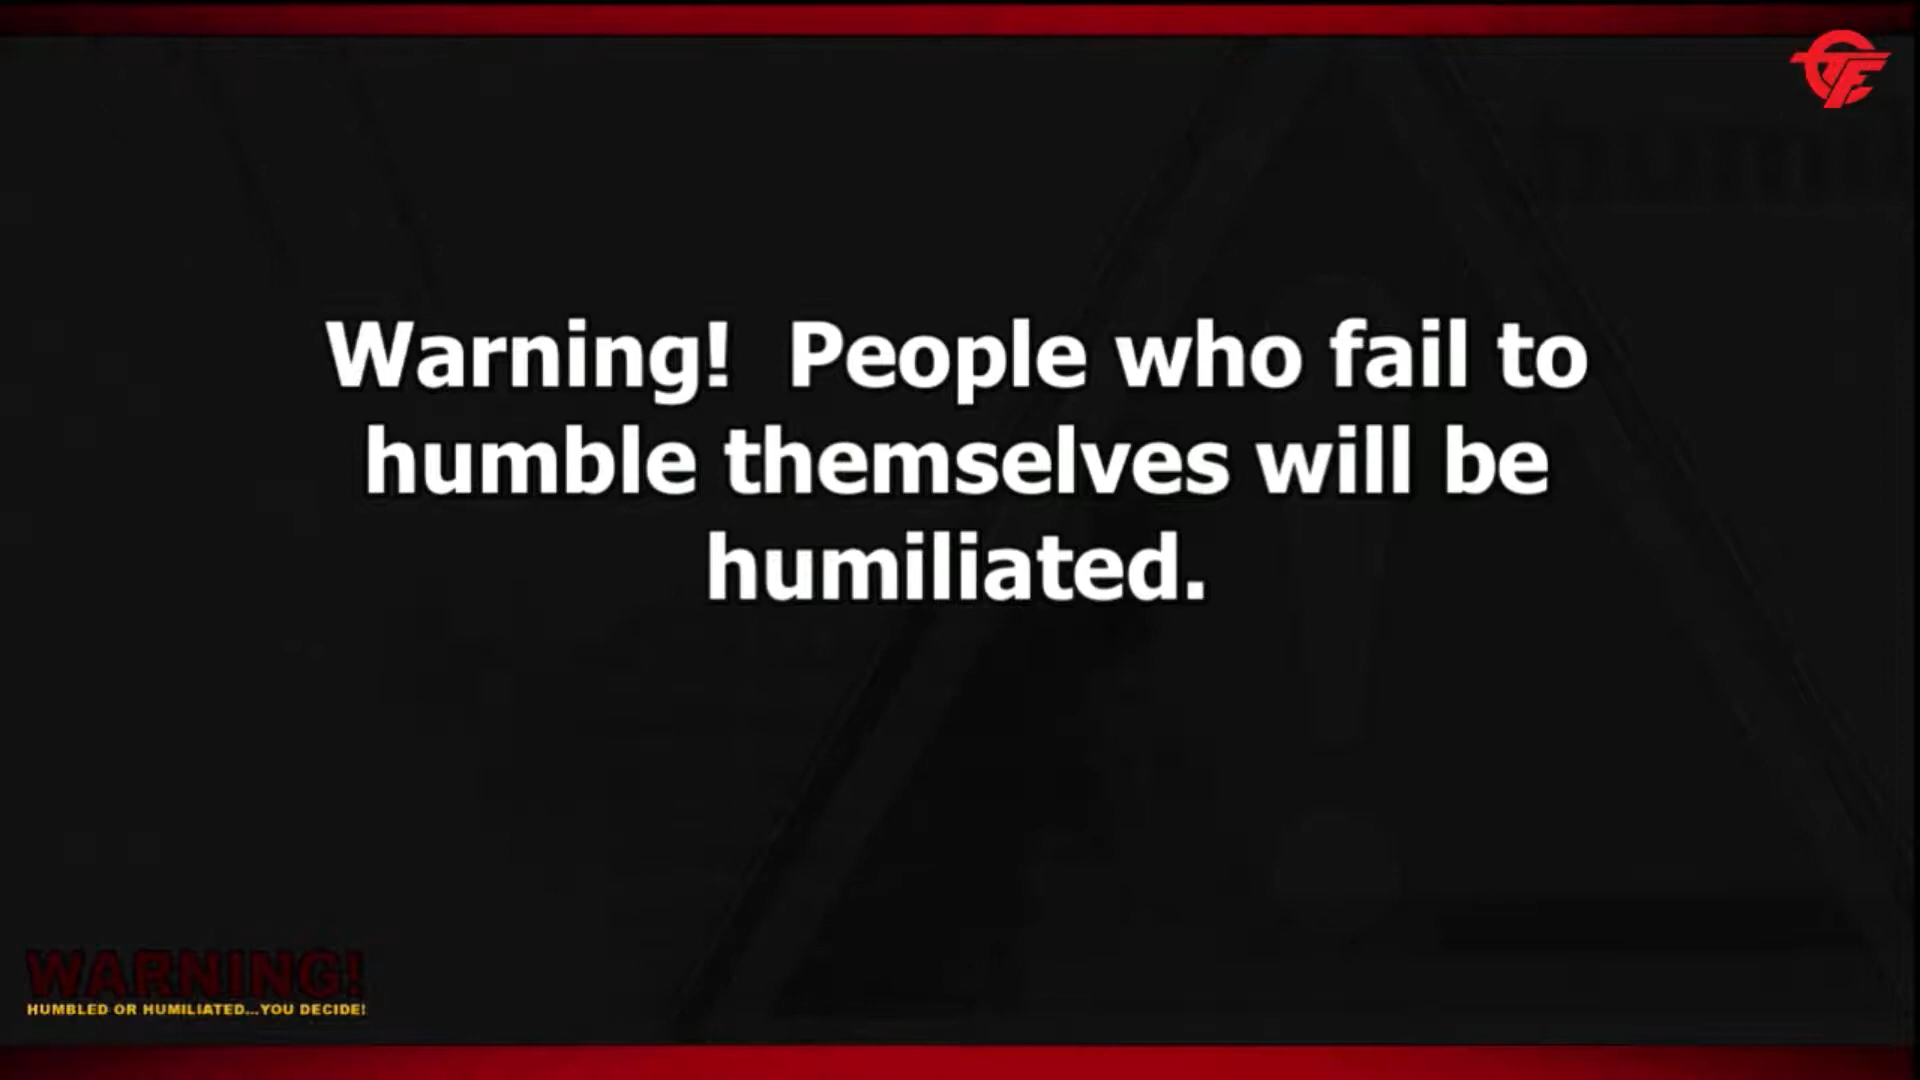 Warning!  People who fail to
humble themselves will be
humiliated.
WARNING!
HUMBLED OR HUMILIATED...YOU DECIDE!